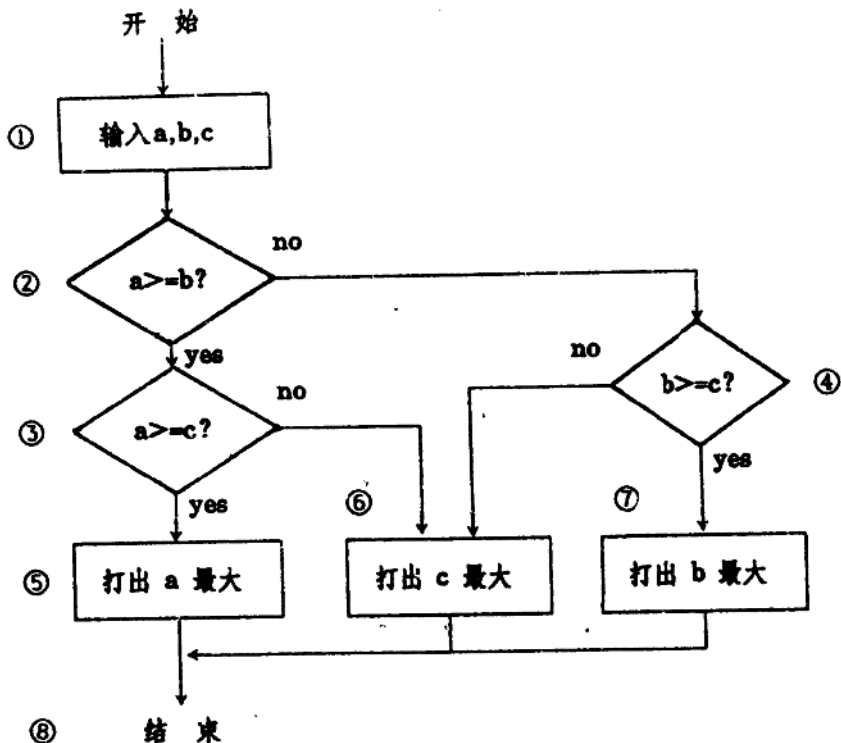 开 始
① 输入a,b,c
no
② a>=b?
yes
no
b>=c? ④
no
③ a>=c?
yes
yes
⑥
⑦
⑤ 打出 a 最大
打出 c 最大
打出 b 最大
⑧ 结 束